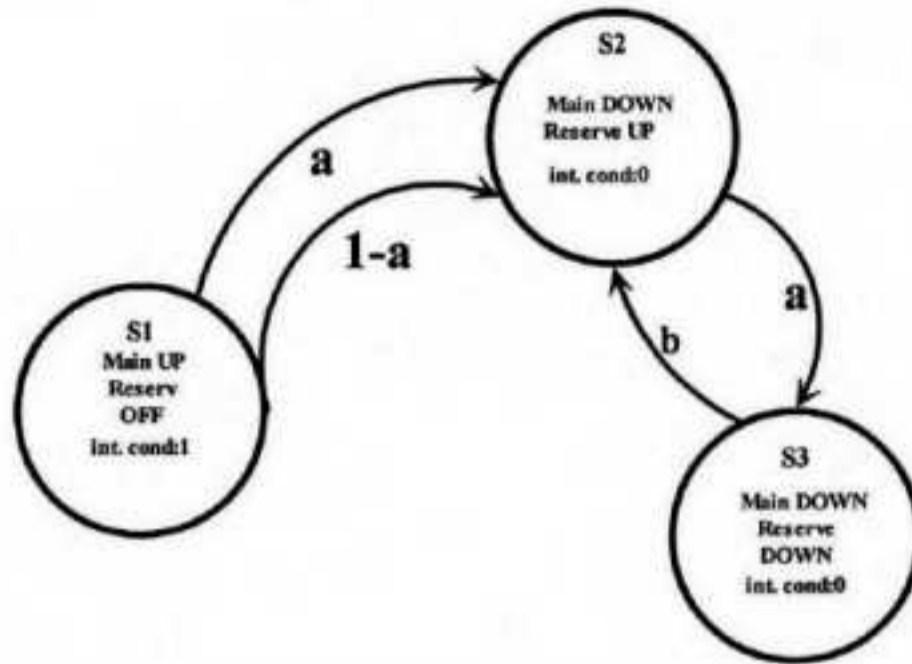 S2
Main DOWN
Reserve UP
int. cond:0
a
1-a
a
b
S1
Main UP
Reserv
OFF
int. cond:1
S3
Main DOWN
Reserve
DOWN
int. cond:0